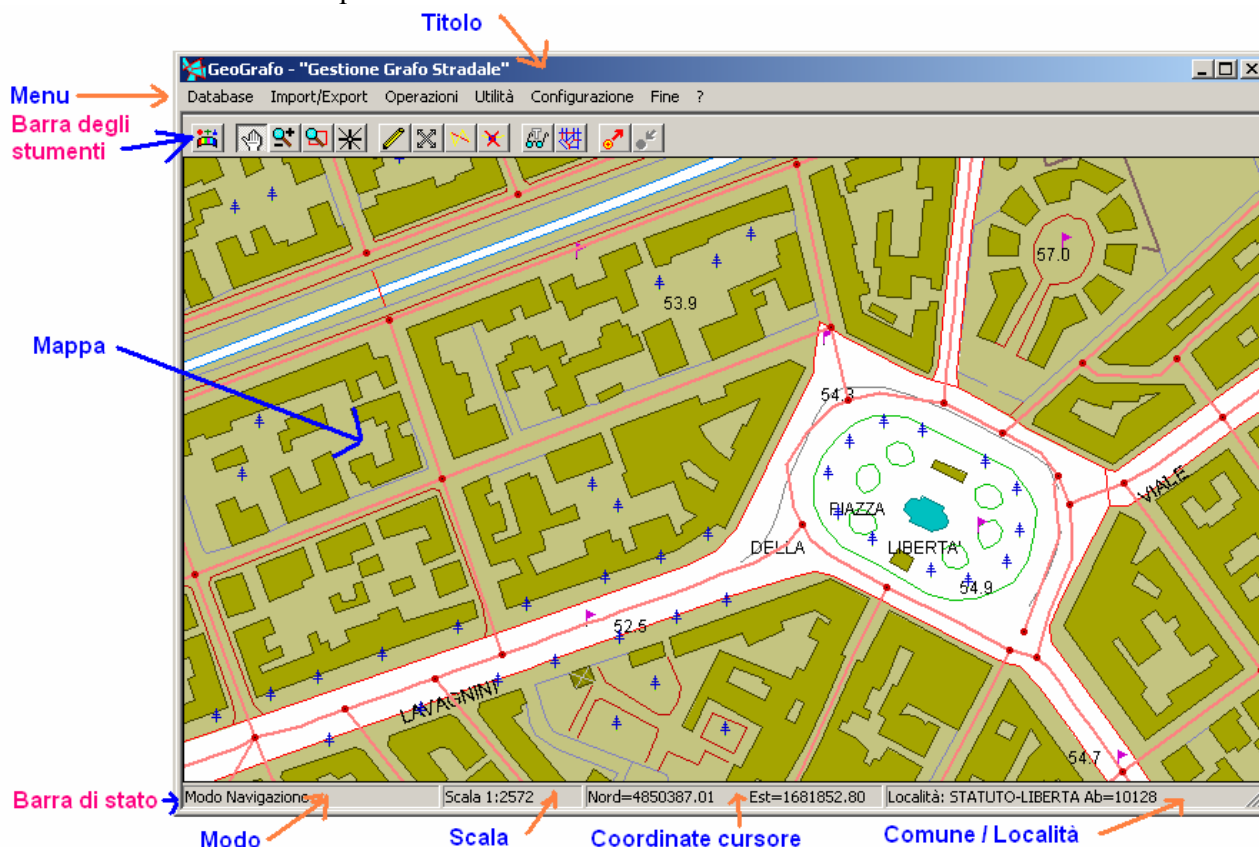 Titolo
GeoGrafo - "Gestione Grafo Stradale"
Menu
Database Import/Export Operazioni Utilità Configurazione Fine ?
Barra degli
stumenti
57.0
53.9
Mappa
54.3
VIALE
PIAZZA
DELLA LIBERTA'
54.9
52.5
LAVAGNINI
54.7
Barra di stato
Modo Navigazione Scala 1:2572 Nord=4850387.01 Est=1681852.80 Località: STATUTO-LIBERTA Ab=10128
Modo Scala Coordinate cursore Comune / Località